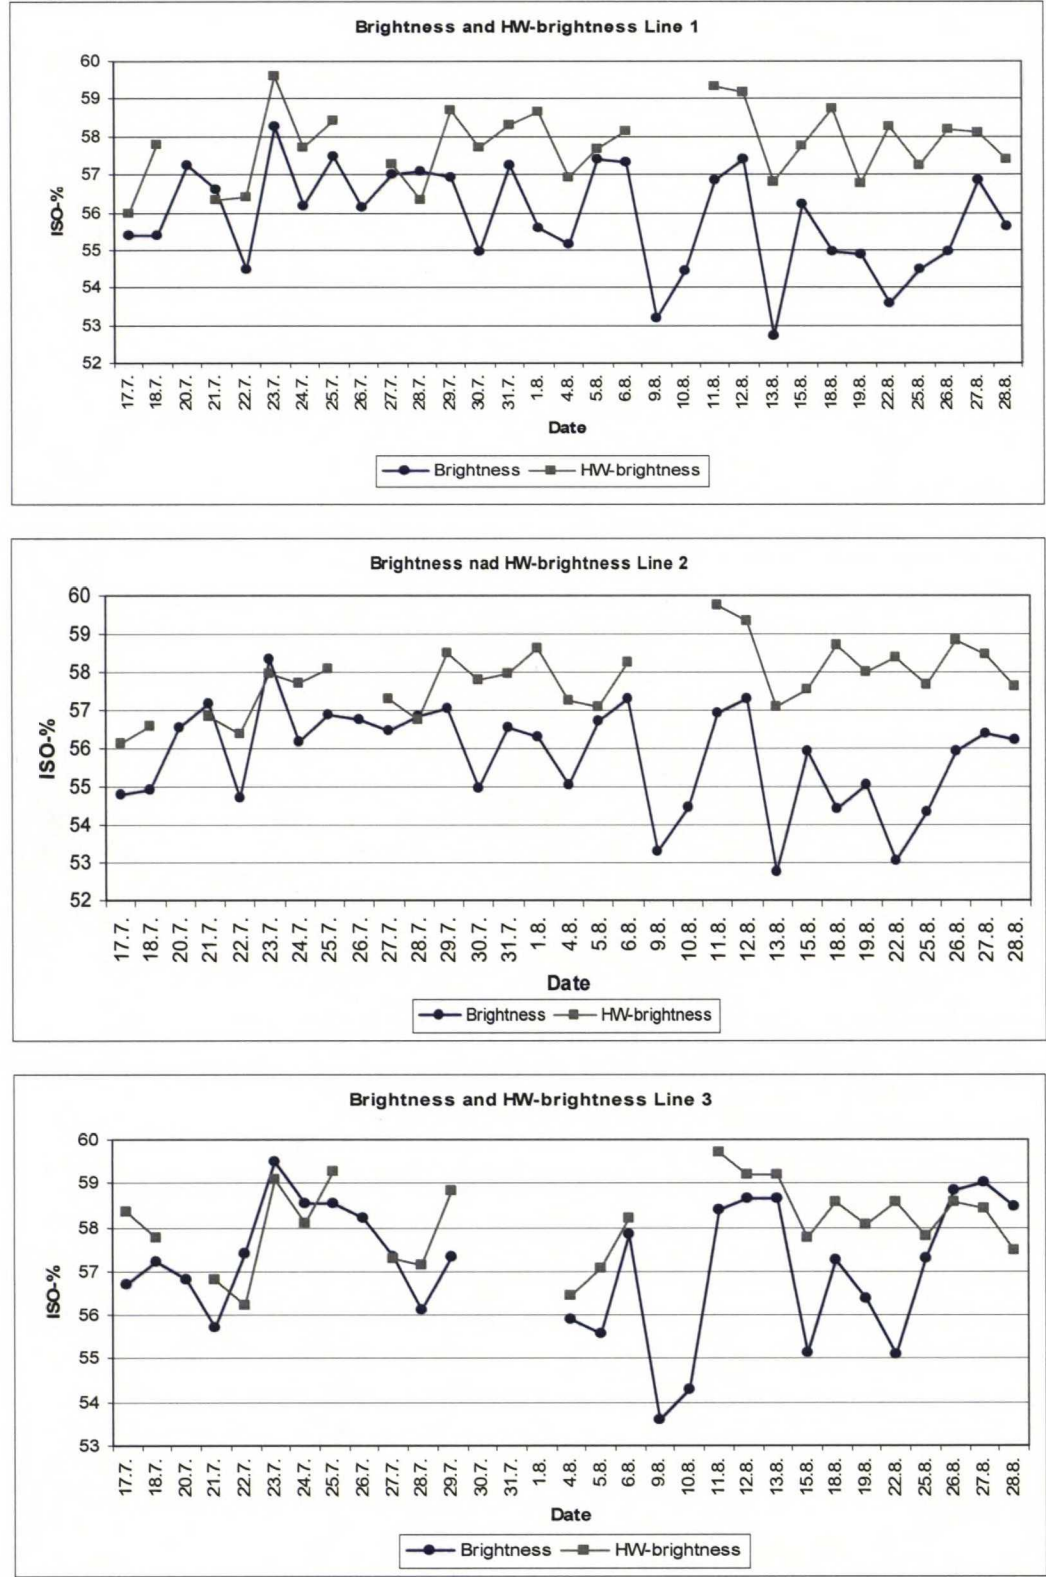 Brightness and HW-brightness Line 1
60
59
58
57
56
55
54
53
52
ISO-%
17.7. 18.7. 20.7. 21.7. 22.7. 23.7. 24.7. 25.7. 26.7. 27.7. 28.7. 29.7. 30.7. 31.7. 1.8. 4.8. 5.8. 6.8. 9.8. 10.8. 11.8. 12.8. 13.8. 15.8. 18.8. 19.8. 22.8. 25.8. 26.8. 27.8. 28.8.
Date
Brightness HW-brightness
Brightness nad HW-brightness Line 2
60
59
58
57
56
55
54
53
52
ISO-%
17.7. 18.7. 20.7. 21.7. 22.7. 23.7. 24.7. 25.7. 26.7. 27.7. 28.7. 29.7. 30.7. 31.7. 1.8. 4.8. 5.8. 6.8. 9.8. 10.8. 11.8. 12.8. 13.8. 15.8. 18.8. 19.8. 22.8. 25.8. 26.8. 27.8. 28.8.
Date
Brightness HW-brightness
Brightness and HW-brightness Line 3
60
59
58
57
56
55
54
53
ISO-%
17.7. 18.7. 20.7. 21.7. 22.7. 23.7. 24.7. 25.7. 26.7. 27.7. 28.7. 29.7. 30.7. 31.7. 1.8. 4.8. 5.8. 6.8. 9.8. 10.8. 11.8. 12.8. 13.8. 15.8. 18.8. 19.8. 22.8. 25.8. 26.8. 27.8. 28.8.
Date
Brightness HW-brightness